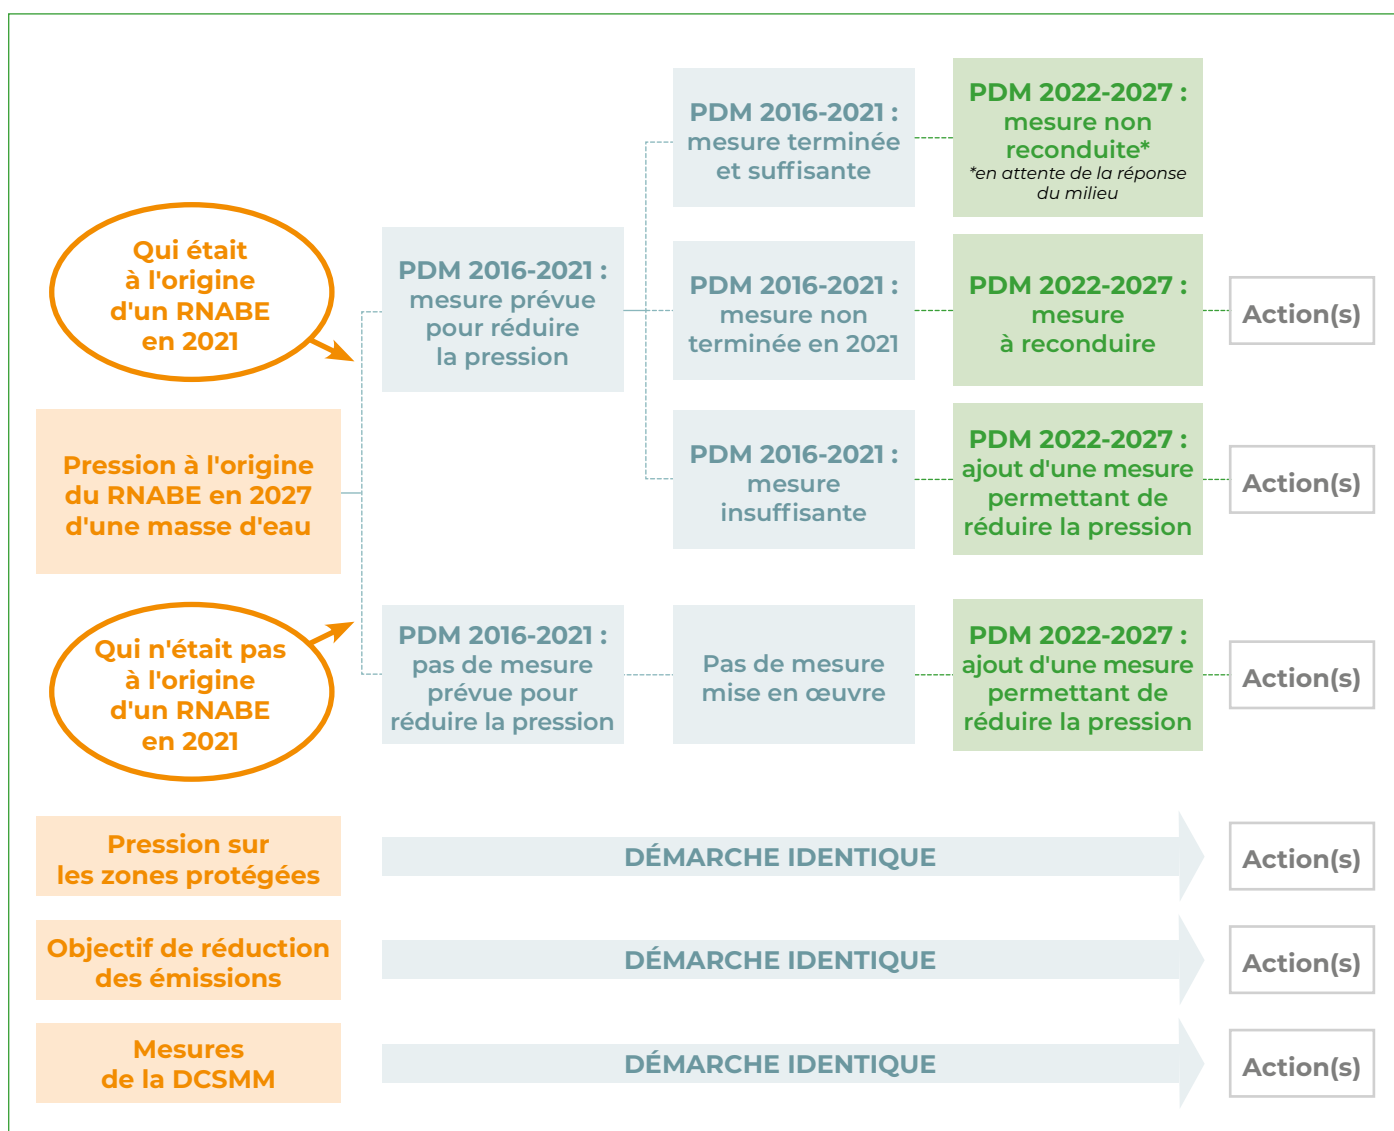 Qui était
à l'origine
d'un RNABE
en 2021
Pression à l'origine
du RNABE en 2027
d'une masse d'eau
Qui n'était pas
à l'origine
d'un RNABE
en 2021
PDM 2016-2021 :
mesure prévue
pour réduire
la pression
PDM 2016-2021 :
mesure terminée
et suffisante
PDM 2022-2027 :
mesure non
reconduite*
*en attente de la réponse
du milieu
PDM 2016-2021 :
mesure non
terminée en 2021
PDM 2022-2027 :
mesure
à reconduire
Action(s)
PDM 2016-2021 :
mesure
insuffisante
PDM 2022-2027 :
ajout d'une mesure
permettant de
réduire la pression
Action(s)
PDM 2016-2021 :
pas de mesure
prévue pour
réduire la pression
Pas de mesure
mise en œuvre
PDM 2022-2027 :
ajout d'une mesure
permettant de
réduire la pression
Action(s)
Pression sur
les zones protégées
DÉMARCHE IDENTIQUE
Action(s)
Objectif de réduction
des émissions
DÉMARCHE IDENTIQUE
Action(s)
Mesures
de la DCSMM
DÉMARCHE IDENTIQUE
Action(s)